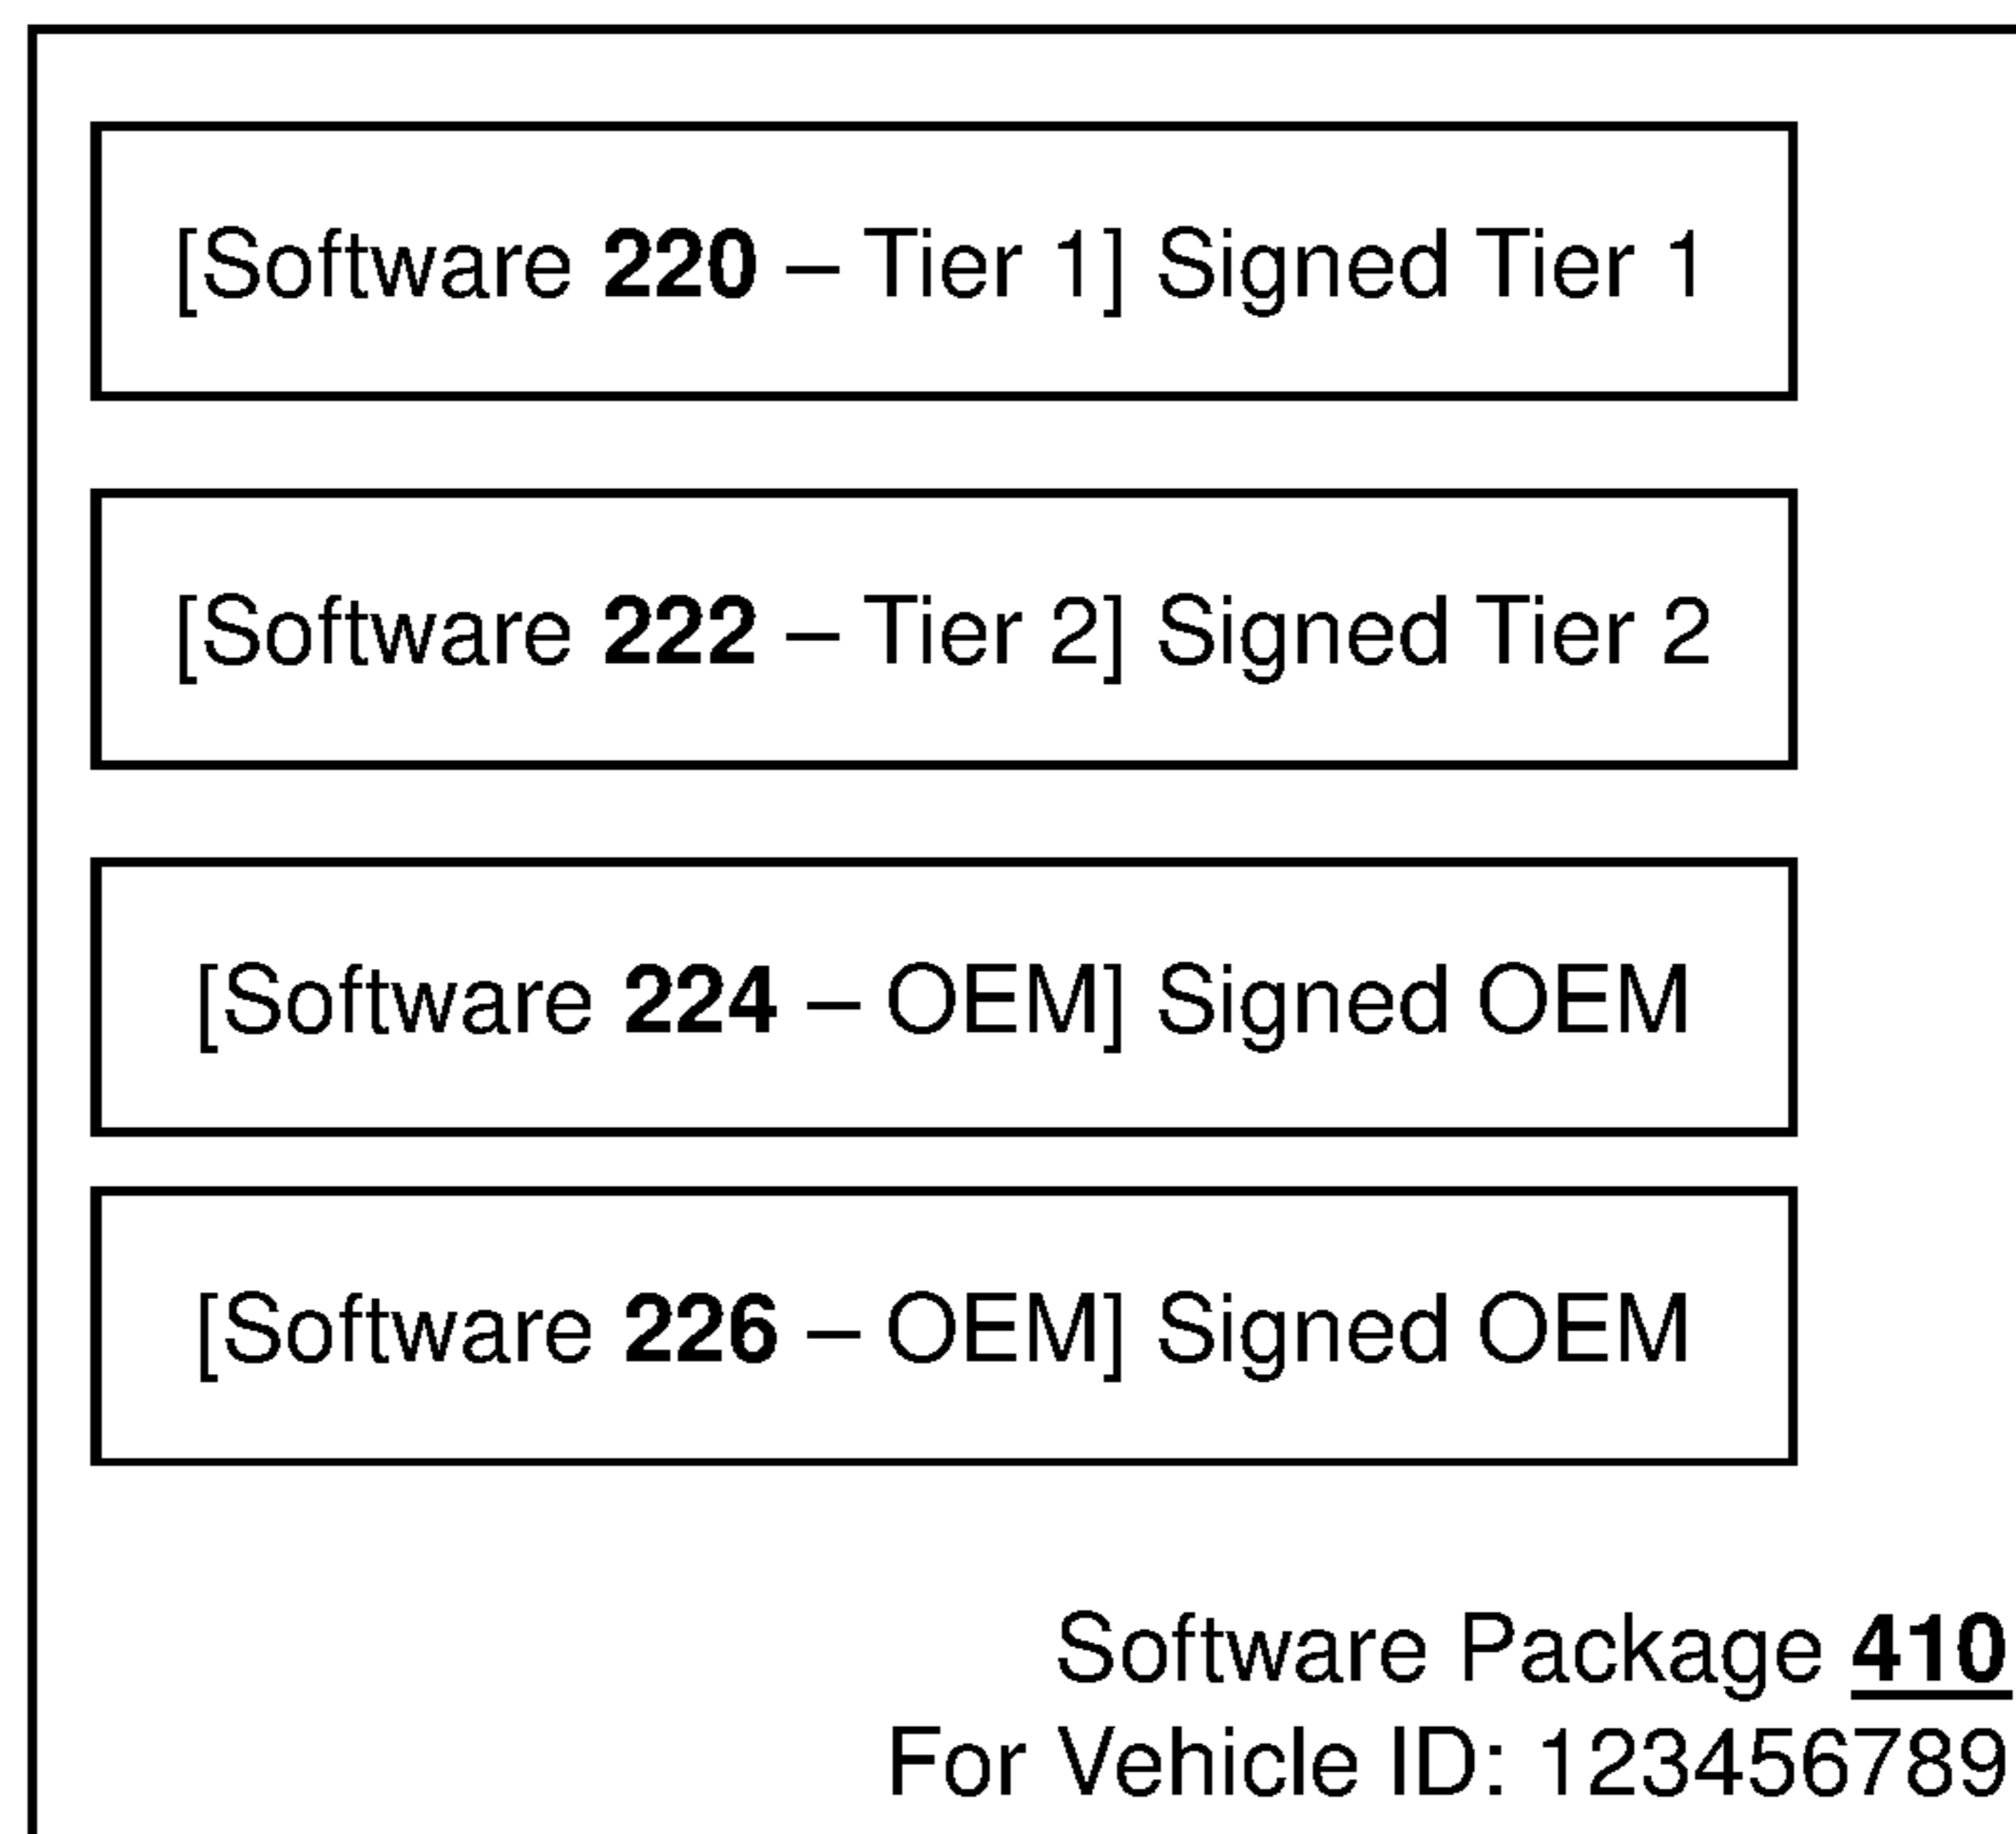 [Software 220 – Tier 1] Signed Tier 1
[Software 222 – Tier 2] Signed Tier 2
[Software 224 – OEM] Signed OEM
[Software 226 – OEM] Signed OEM
Software Package 410
For Vehicle ID: 123456789